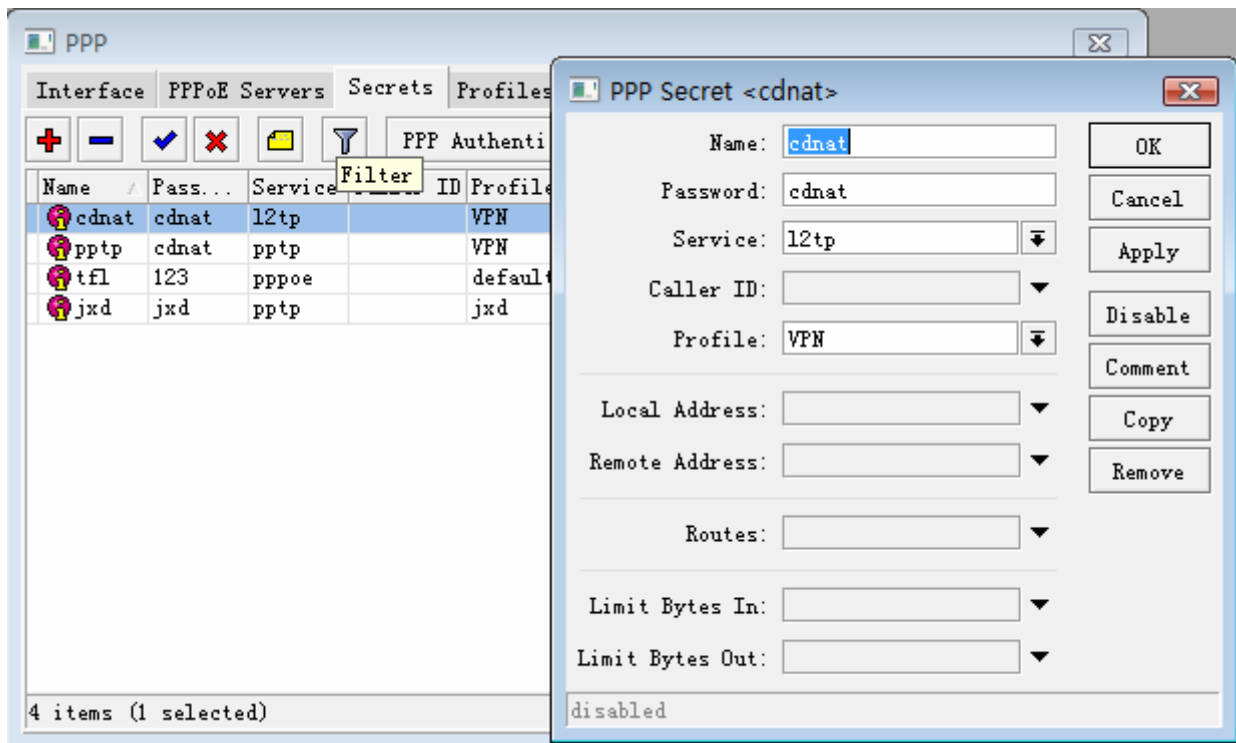 PPP
Interface PPPoE Servers Secrets Profiles
PPP Authenti
Filter
Name Pass... Service ID Profile
cdnat cdnat l2tp VPN
pptp cdnat pptp VPN
tfl 123 pppoe default
jxd jxd pptp jxd
4 items (1 selected)
PPP Secret <cdnat>
Name: cdnat
OK
Password: cdnat
Cancel
Service: l2tp
Apply
Caller ID:
Disable
Profile: VPN
Comment
Local Address:
Copy
Remote Address:
Remove
Routes:
Limit Bytes In:
Limit Bytes Out:
disabled